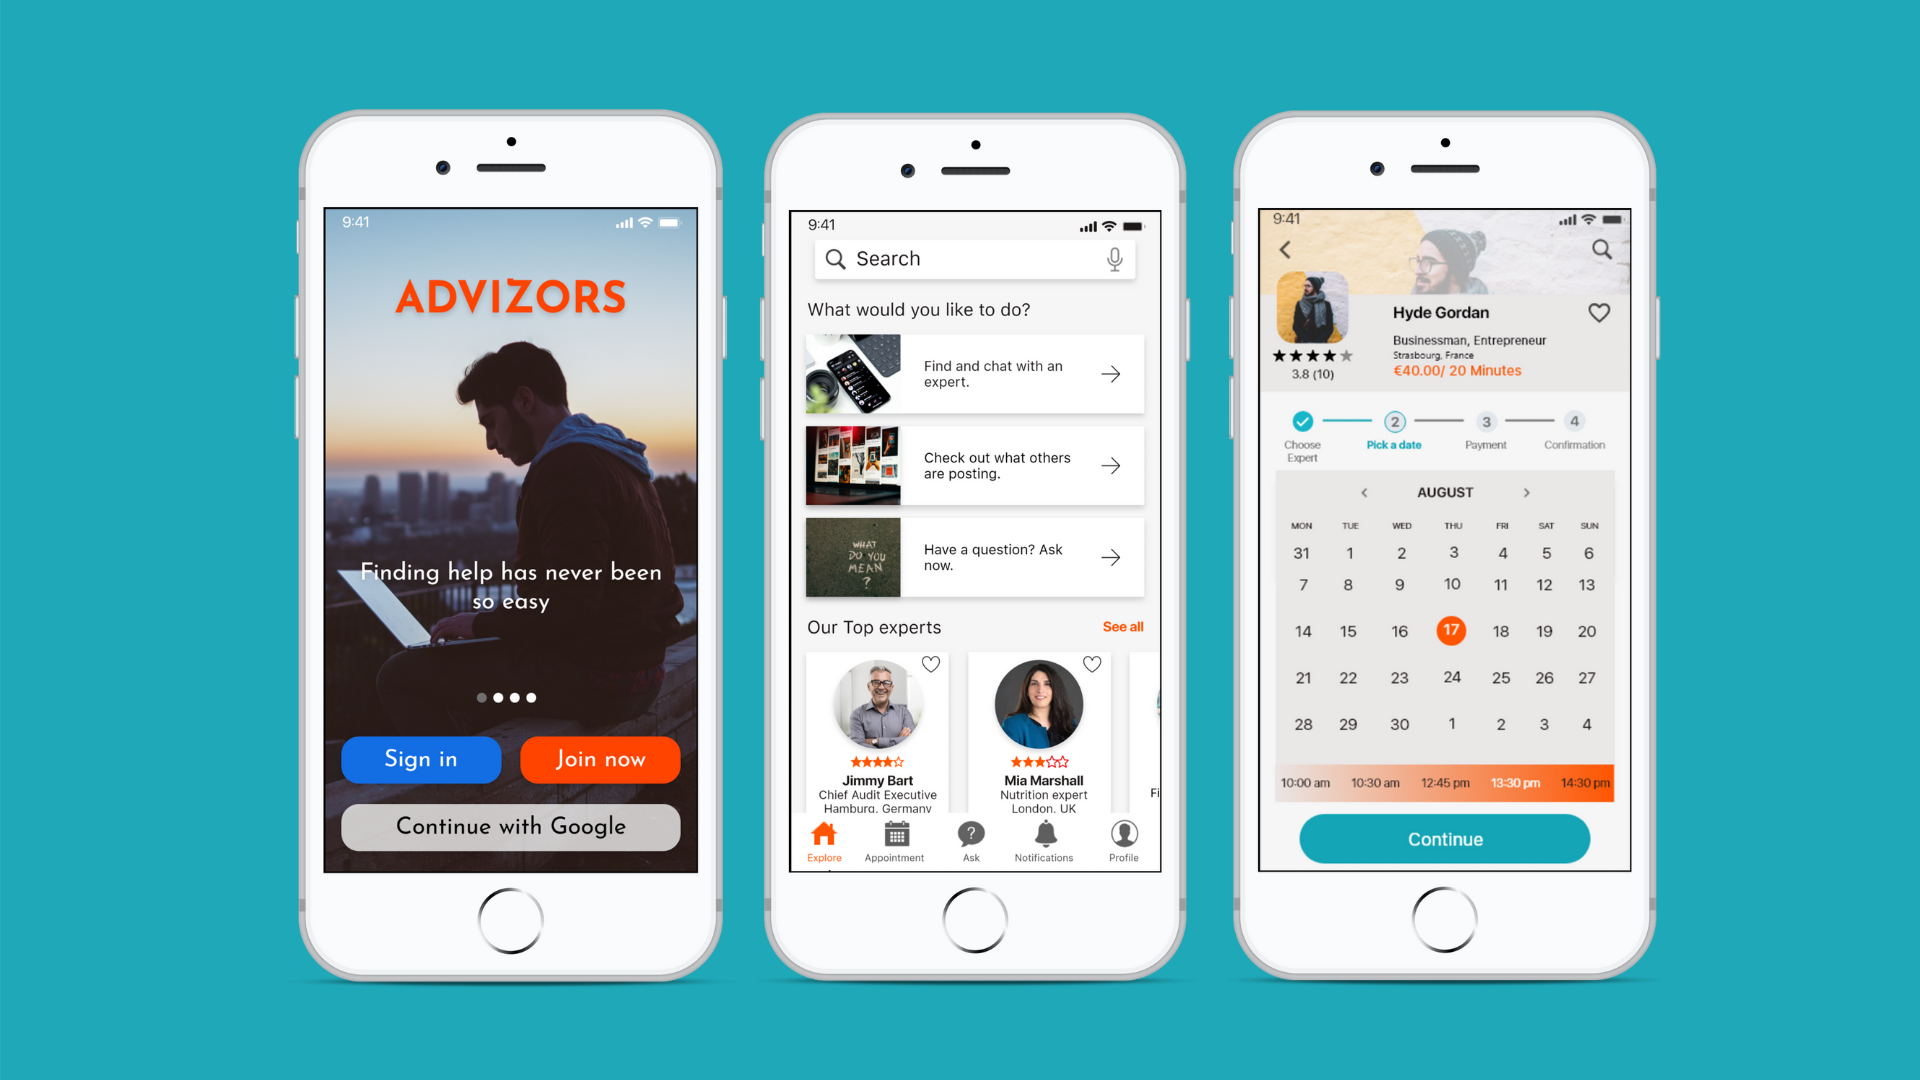 9:41
ADVIZORS
Finding help has never been
so easy
Sign in
Join now
Continue with Google
9:41
Search
What would you like to do?
Find and chat with an
expert.
Check out what others
are posting.
WHAT
DO YOU
MEAN
?
Have a question? Ask
now.
Our Top experts
See all
Jimmy Bart
Chief Audit Executive
Hamburg, Germany
Mia Marshall
Nutrition expert
London, UK
Fi
Explore
Appointment
?
Ask
Notifications
Profile
9:41
Hyde Gordan
Businessman, Entrepreneur
Strasbourg, France
€40.00/ 20 Minutes
3.8 (10)
2
3
4
Choose
Expert
Pick a date
Payment
Confirmation
< AUGUST >
MON TUE WED THU FRI SAT SUN
31 1 2 3 4 5 6
7 8 9 10 11 12 13
14 15 16 17 18 19 20
21 22 23 24 25 26 27
28 29 30 1 2 3 4
10:00 am 10:30 am 12:45 pm 13:30 pm 14:30 pm
Continue